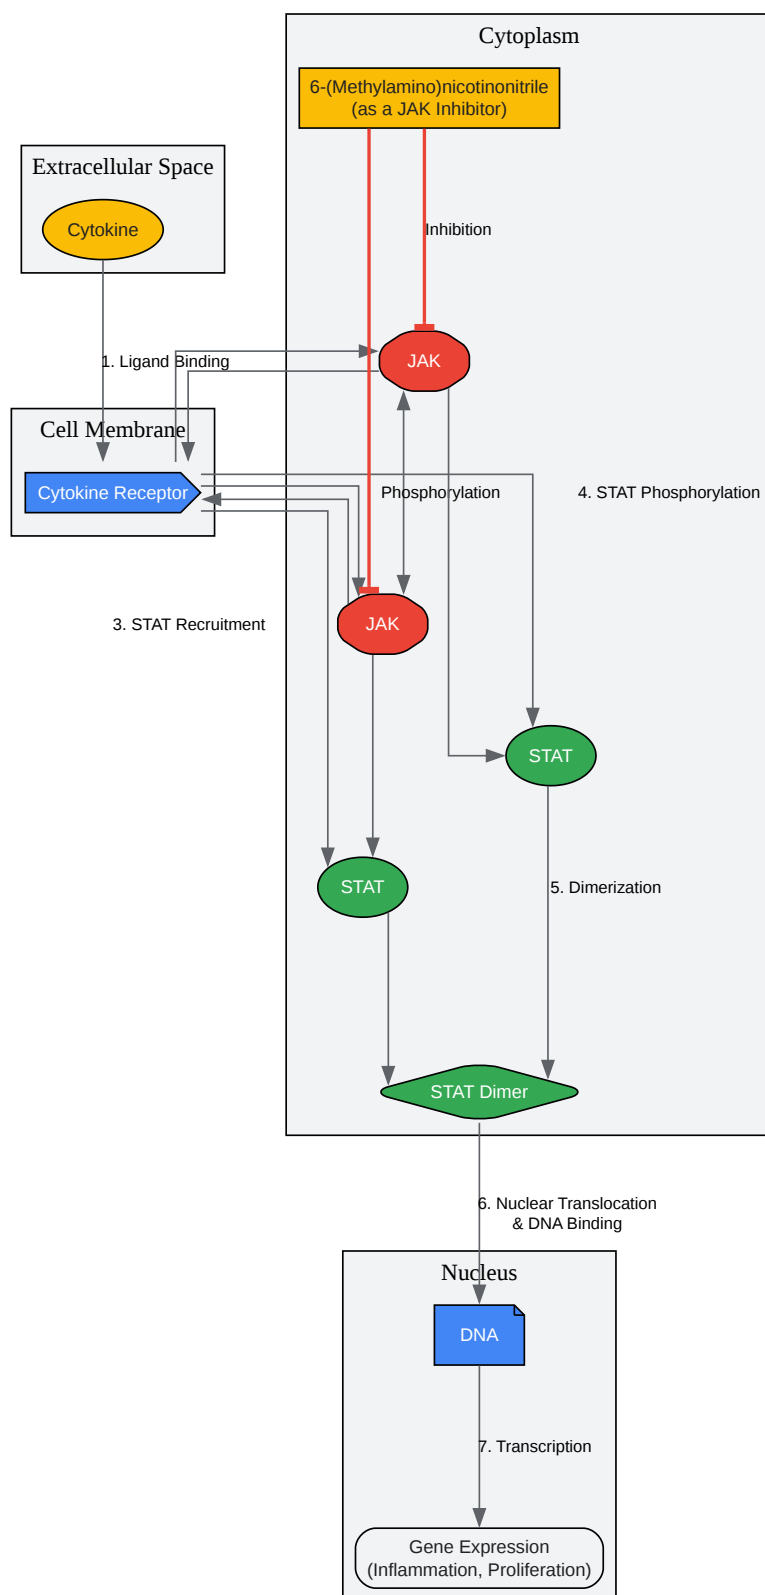 Cytoplasm
6-(Methylamino)nicotinonitrile
(as a JAK Inhibitor)
Extracellular Space
Cytokine
Inhibition
1. Ligand Binding
JAK
Cell Membrane
Cytokine Receptor
Phosphorylation
4. STAT Phosphorylation
3. STAT Recruitment
JAK
STAT
STAT
5. Dimerization
STAT Dimer
6. Nuclear Translocation
& DNA Binding
Nucleus
DNA
7. Transcription
Gene Expression
(Inflammation, Proliferation)